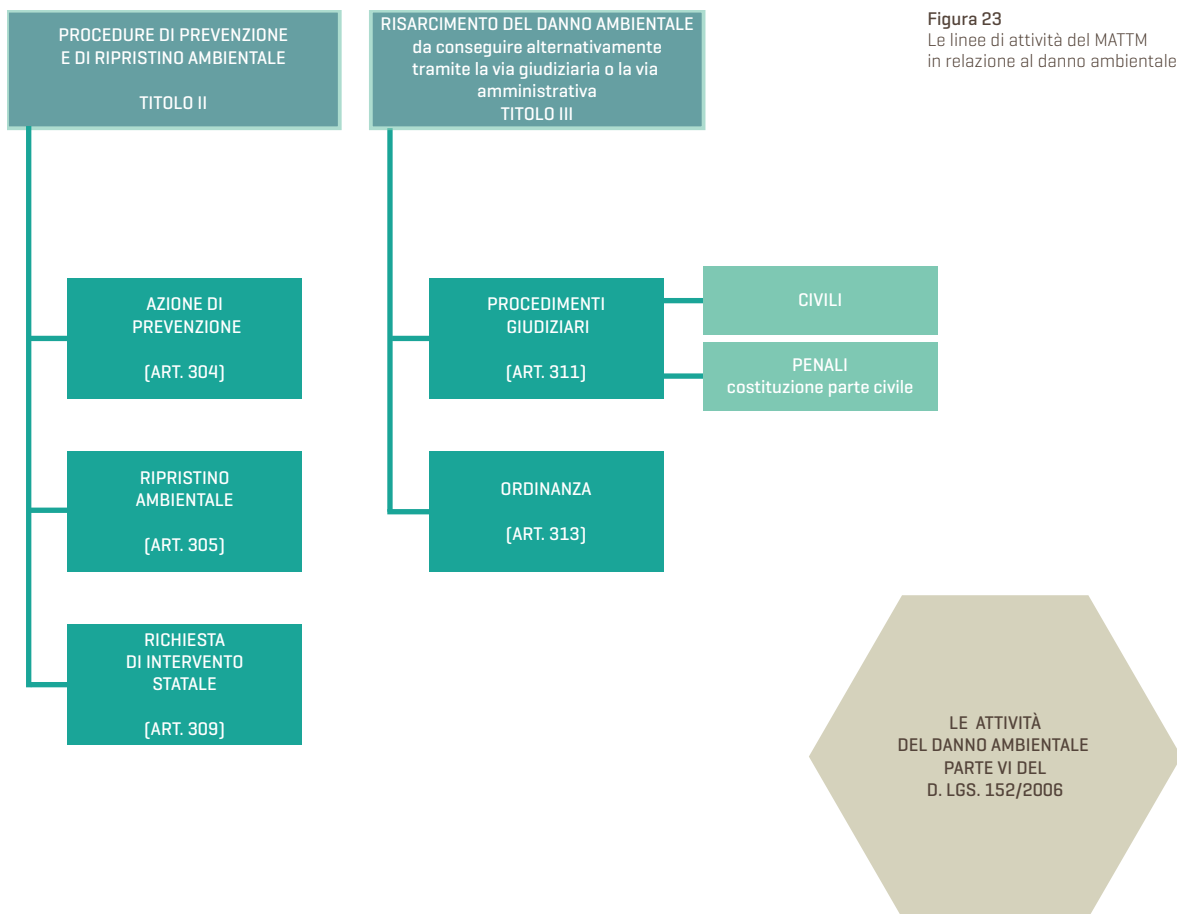 PROCEDURE DI PREVENZIONE
E DI RIPRISTINO AMBIENTALE
TITOLO II
RISARCIMENTO DEL DANNO AMBIENTALE
da conseguire alternativamente
tramite la via giudiziaria o la via
amministrativa
TITOLO III
Figura 23
Le linee di attività del MATTM
in relazione al danno ambientale
AZIONE DI
PREVENZIONE
(ART. 304)
RIPRISTINO
AMBIENTALE
(ART. 305)
RICHIESTA
DI INTERVENTO
STATALE
(ART. 309)
PROCEDIMENTI
GIUDIZIARI
(ART. 311)
CIVILI
PENALI
costituzione parte civile
ORDINANZA
(ART. 313)
LE ATTIVITÀ
DEL DANNO AMBIENTALE
PARTE VI DEL
D. LGS. 152/2006